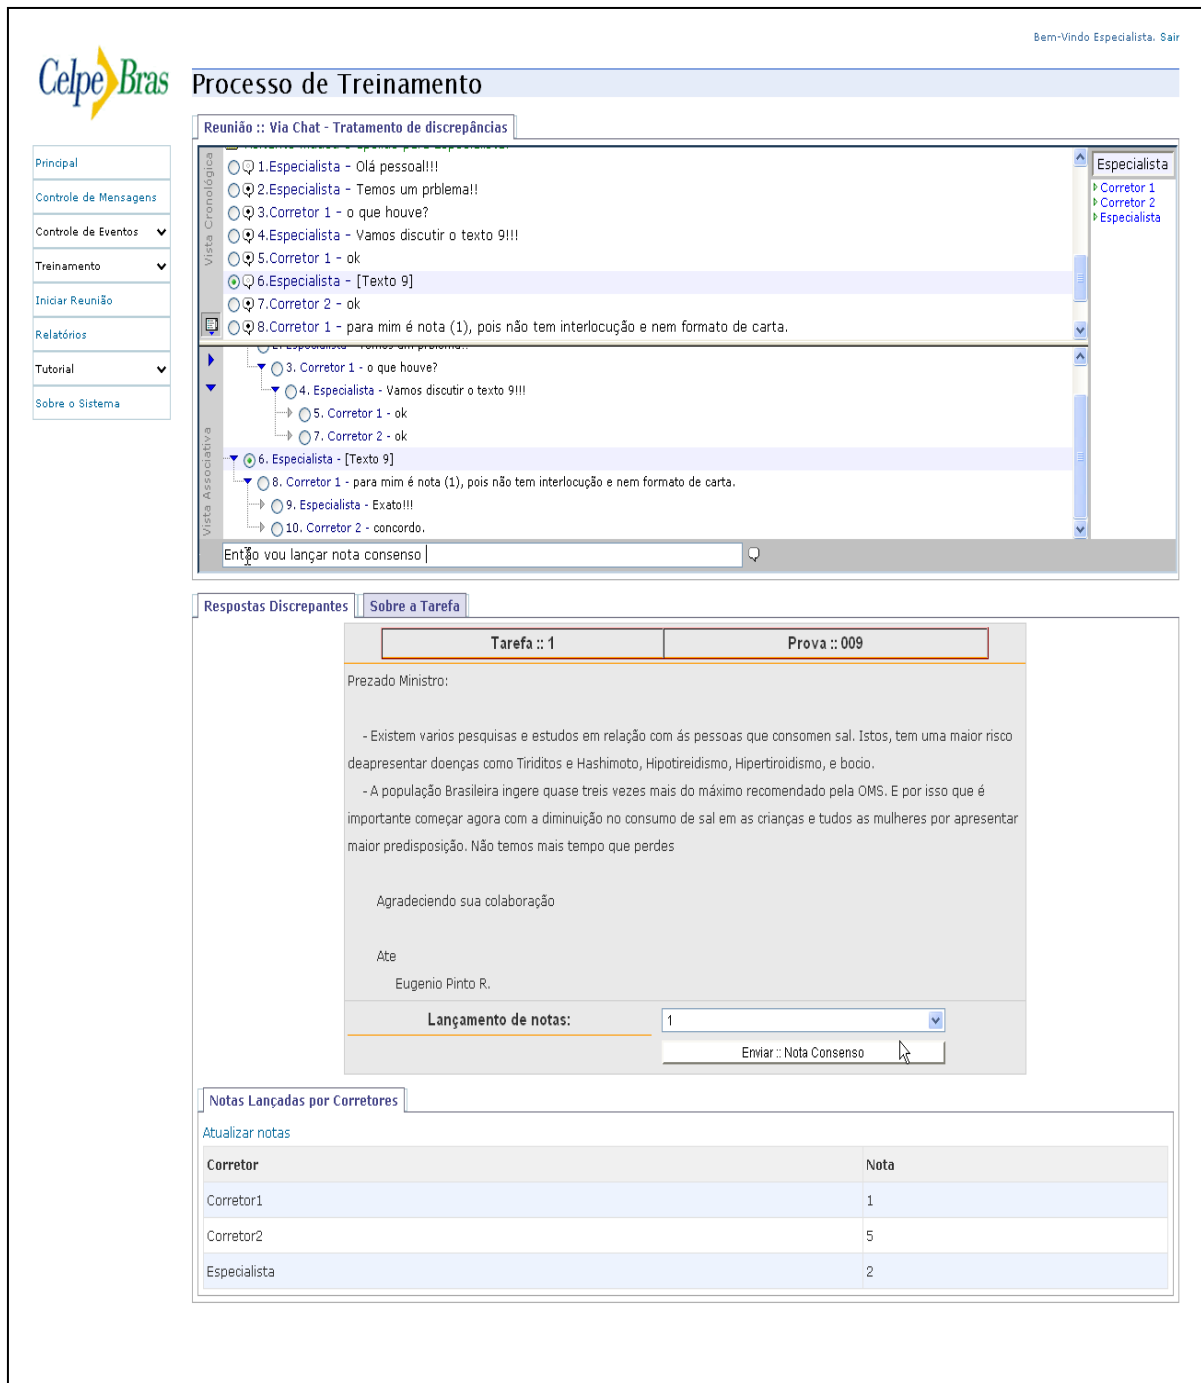 Bem-Vindo Especialista. Sair
Celpe Bras
Processo de Treinamento
Reunião :: Via Chat - Tratamento de discrepâncias
Principal
Controle de Mensagens
Controle de Eventos
Treinamento
Iniciar Reunião
Relatórios
Tutorial
Sobre o Sistema
Vista Cronológica
1.Especialista - Olá pessoal!!!
2.Especialista - Temos um prblema!!
3.Corretor 1 - o que houve?
4.Especialista - Vamos discutir o texto 9!!!
5.Corretor 1 - ok
6.Especialista - [Texto 9]
7.Corretor 2 - ok
8.Corretor 1 - para mim é nota (1), pois não tem interlocução e nem formato de carta.
Especialista
Corretor 1
Corretor 2
Especialista
Vista Associativa
2. Especialista - Temos um prblema!!
3. Corretor 1 - o que houve?
4. Especialista - Vamos discutir o texto 9!!!
5. Corretor 1 - ok
7. Corretor 2 - ok
6. Especialista - [Texto 9]
8. Corretor 1 - para mim é nota (1), pois não tem interlocução e nem formato de carta.
9. Especialista - Exato!!!
10. Corretor 2 - concordo.
Então vou lançar nota consenso
Respostas Discrepantes
Sobre a Tarefa
Tarefa :: 1
Prova :: 009
Prezado Ministro:
- Existem varios pesquisas e estudos em relação com ás pessoas que consomen sal. Istos, tem uma maior risco
deapresentar doenças como Tiriditos e Hashimoto, Hipotireidismo, Hipertiroidismo, e bocio.
- A população Brasileira ingere quase treis vezes mais do máximo recomendado pela OMS. E por isso que é
importante começar agora com a diminuição no consumo de sal em as crianças e tudos as mulheres por apresentar
maior predisposição. Não temos mais tempo que perdes
Agradeciendo sua colaboração
Ate
Eugenio Pinto R.
Lançamento de notas:
1
Enviar :: Nota Consenso
Notas Lançadas por Corretores
Atualizar notas
Corretor Nota
Corretor1 1
Corretor2 5
Especialista 2